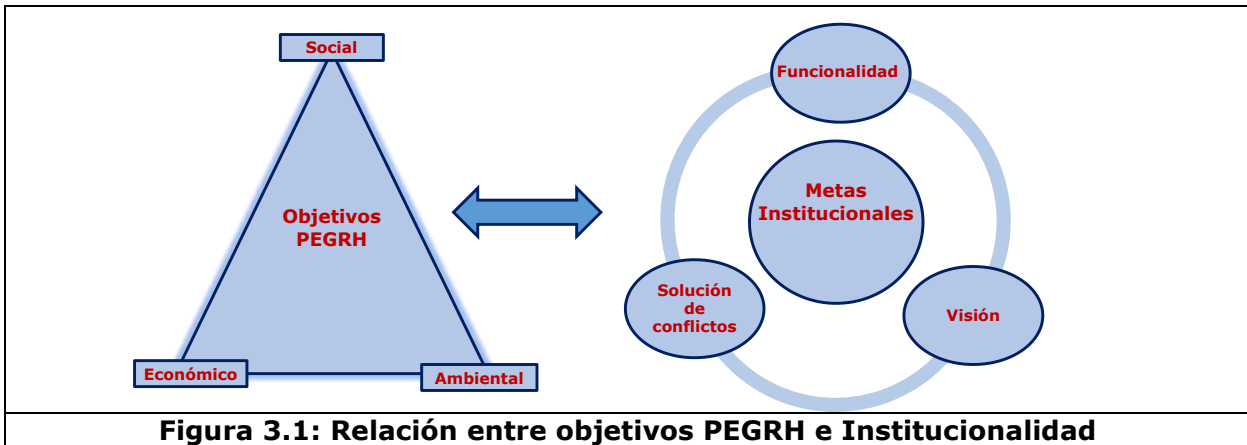 Social
Objetivos
PEGRH
Económico
Ambiental
Funcionalidad
Metas
Institucionales
Solución
de
conflictos
Visión
Figura 3.1: Relación entre objetivos PEGRH e Institucionalidad